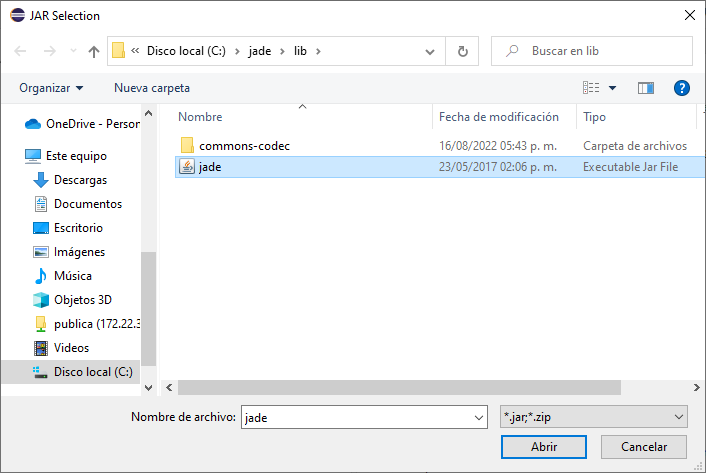 JAR Selection
« Disco local (C:) › jade › lib ›
Buscar en lib
Organizar
Nueva carpeta
?
Nombre
Fecha de modificación
Tipo
commons-codec
16/08/2022 05:43 p. m.
Carpeta de archivos
jade
23/05/2017 02:06 p. m.
Executable Jar File
OneDrive - Person
Este equipo
Descargas
Documentos
Escritorio
Imágenes
Música
Objetos 3D
publica (172.22.3
Videos
Disco local (C:)
Nombre de archivo:
jade
*.jar;*.zip
Abrir
Cancelar